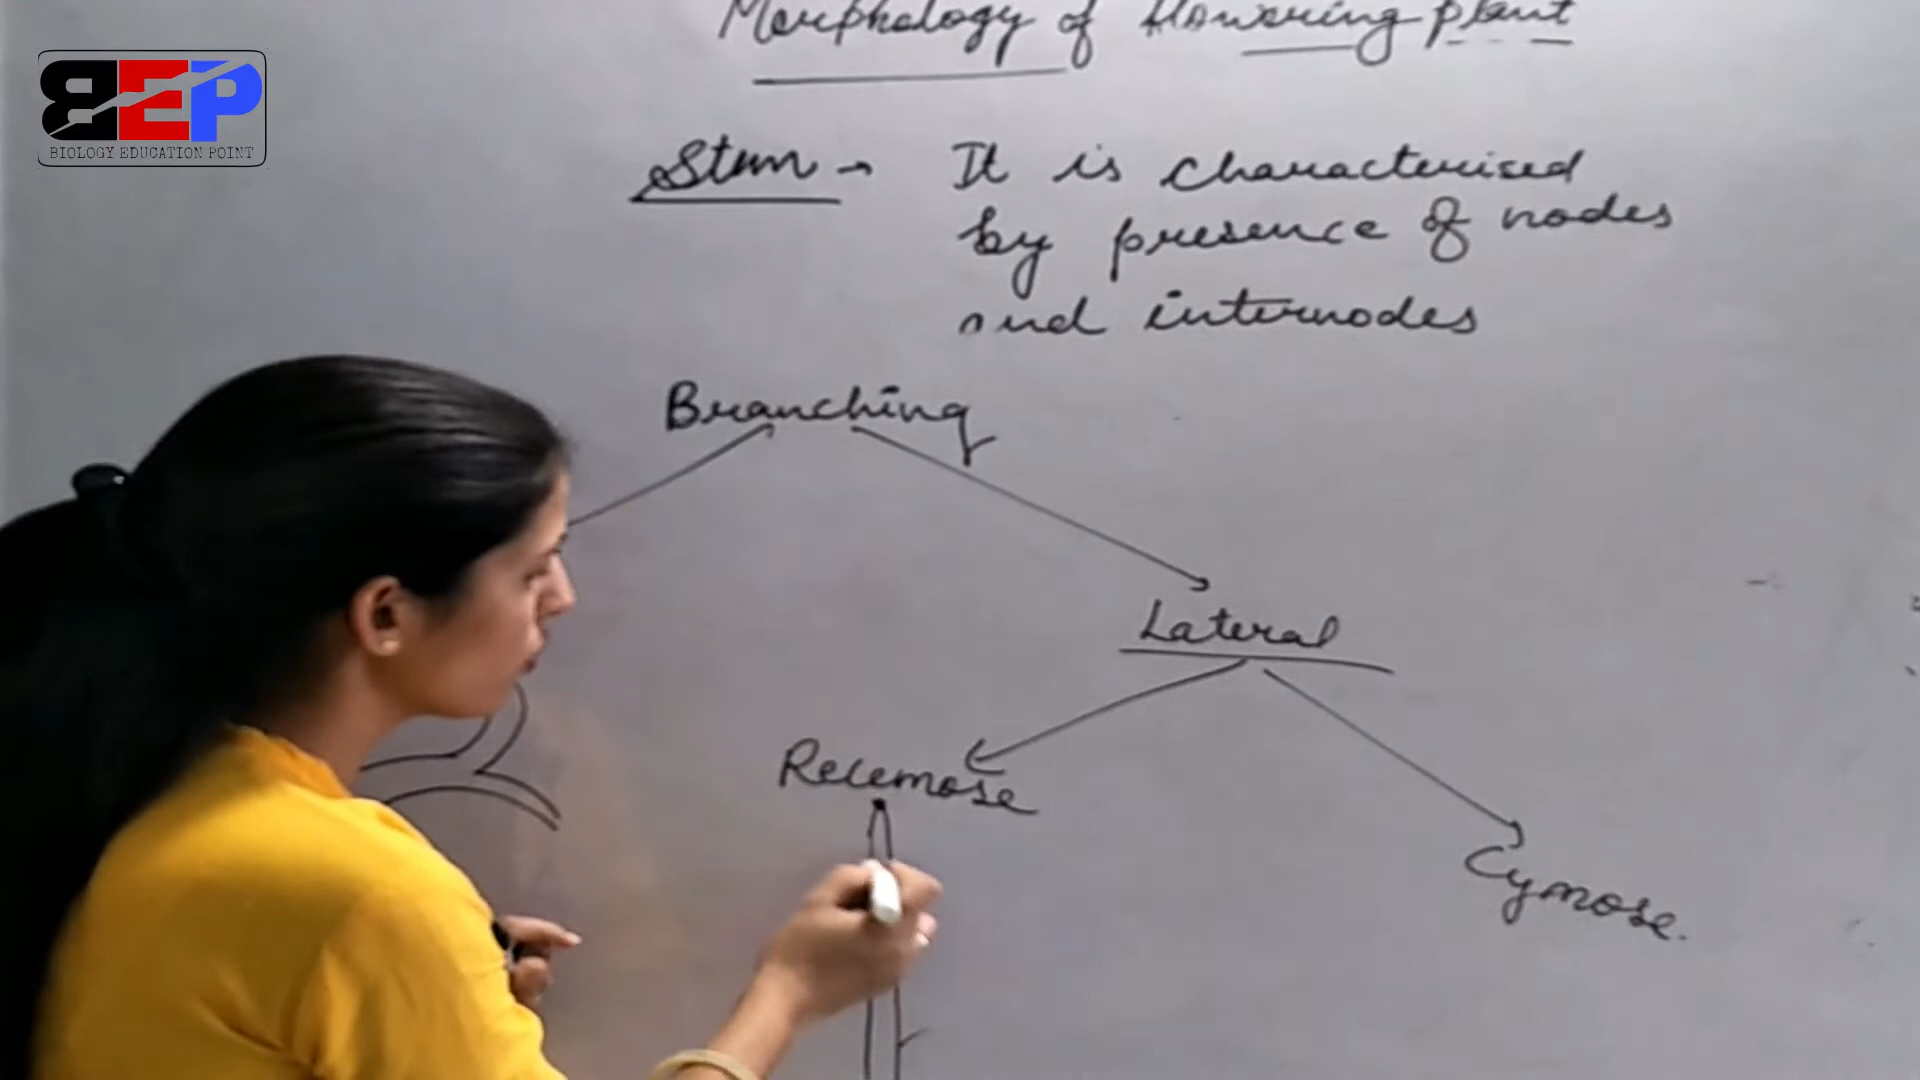 Morphology of flowering plant
BEP
BIOLOGY EDUCATION POINT
Stem → It is characterised
by presence of nodes
and internodes
Branching
Lateral
Recemose
Cymose.